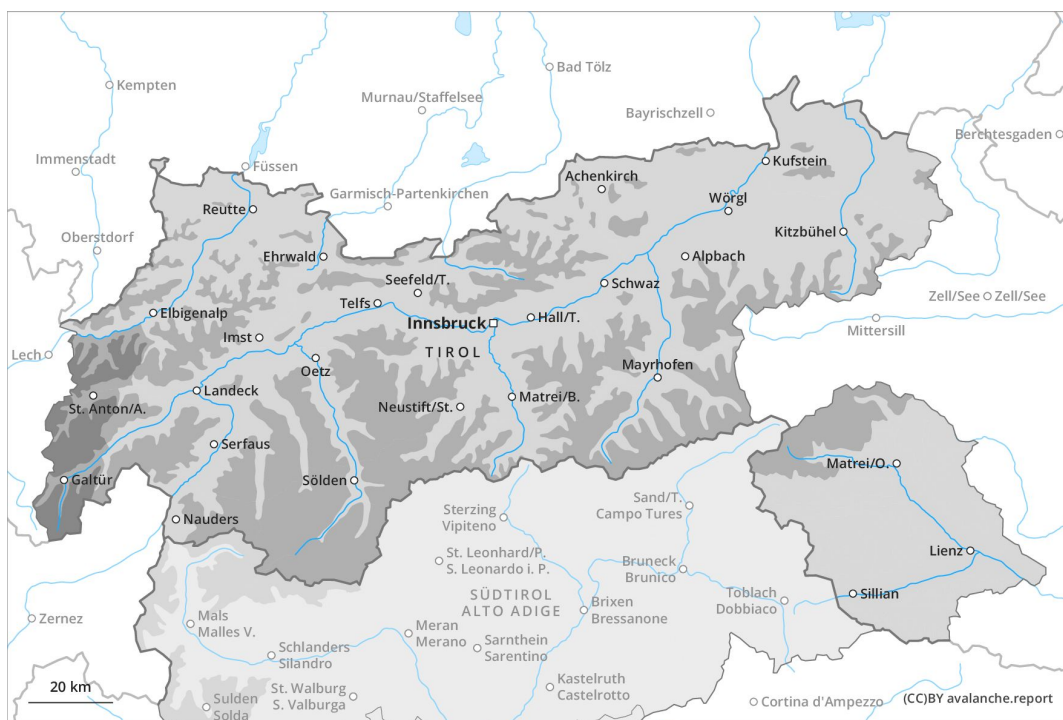 Kempten
Bad Tölz
Murnau/Staffelsee
Bayrischzell
Berchtesgaden
Immenstadt
Füssen
Kufstein
Achenkirch
Garmisch-Partenkirchen
Wörgl
Reutte
Kitzbühel
Oberstdorf
Ehrwald
Alpbach
Seefeld/T.
Schwaz
Zell/See
Zell/See
Telfs
Elbigenalp
Hall/T.
Innsbruck
Mittersill
Imst
Lech
TIROL
Oetz
Mayrhofen
Landeck
St. Anton/A.
Matrei/B.
Neustift/St.
Serfaus
Matrei/O.
Galtür
Sölden
Sand/T.
Campo Tures
Sterzing
Vipiteno
Nauders
Lienz
St. Leonhard/P.
S. Leonardo i. P.
Bruneck
Brunico
SÜDTIROL
ALTO ADIGE
Sillian
Toblach
Dobbiaco
Brixen
Bressanone
Zernez
Mals
Malles V.
Meran
Merano
Sarnthein
Sarentino
Schlanders
Silandro
20 km
Kastelruth
Castelrotto
St. Walburg
S. Valburga
Sulden
Solda
Cortina d'Ampezzo
(CC)BY avalanche.report